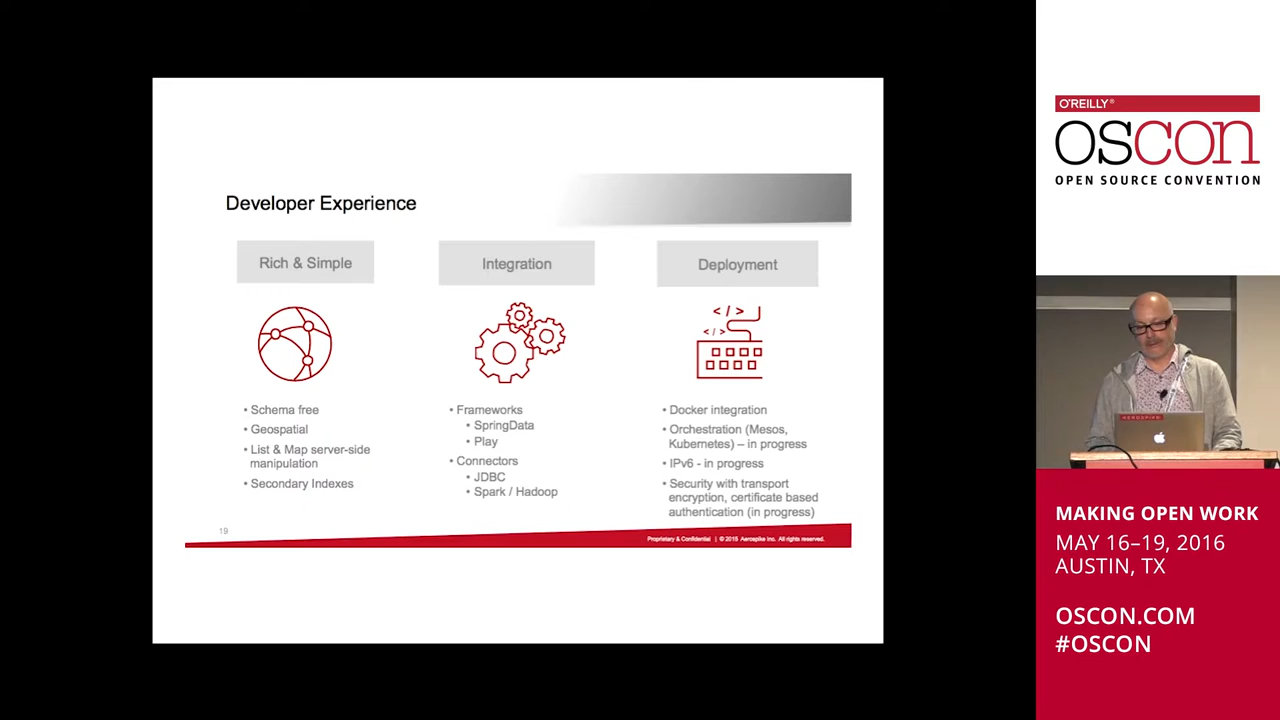 Developer Experience
Rich & Simple
Integration
Deployment
</>
</>
• Schema free
• Geospatial
• List & Map server-side
manipulation
• Secondary Indexes
• Frameworks
• SpringData
• Play
• Connectors
• JDBC
• Spark / Hadoop
• Docker integration
• Orchestration (Mesos,
Kubernetes) – in progress
• IPv6 - in progress
• Security with transport
encryption, certificate based
authentication (in progress)
19
Proprietary & Confidential | © 2015 Aerospike Inc. All rights reserved.
O'REILLY®
OSCON
OPEN SOURCE CONVENTION
AEROSPIKE
MAKING OPEN WORK
MAY 16–19, 2016
AUSTIN, TX
OSCON.COM
#OSCON